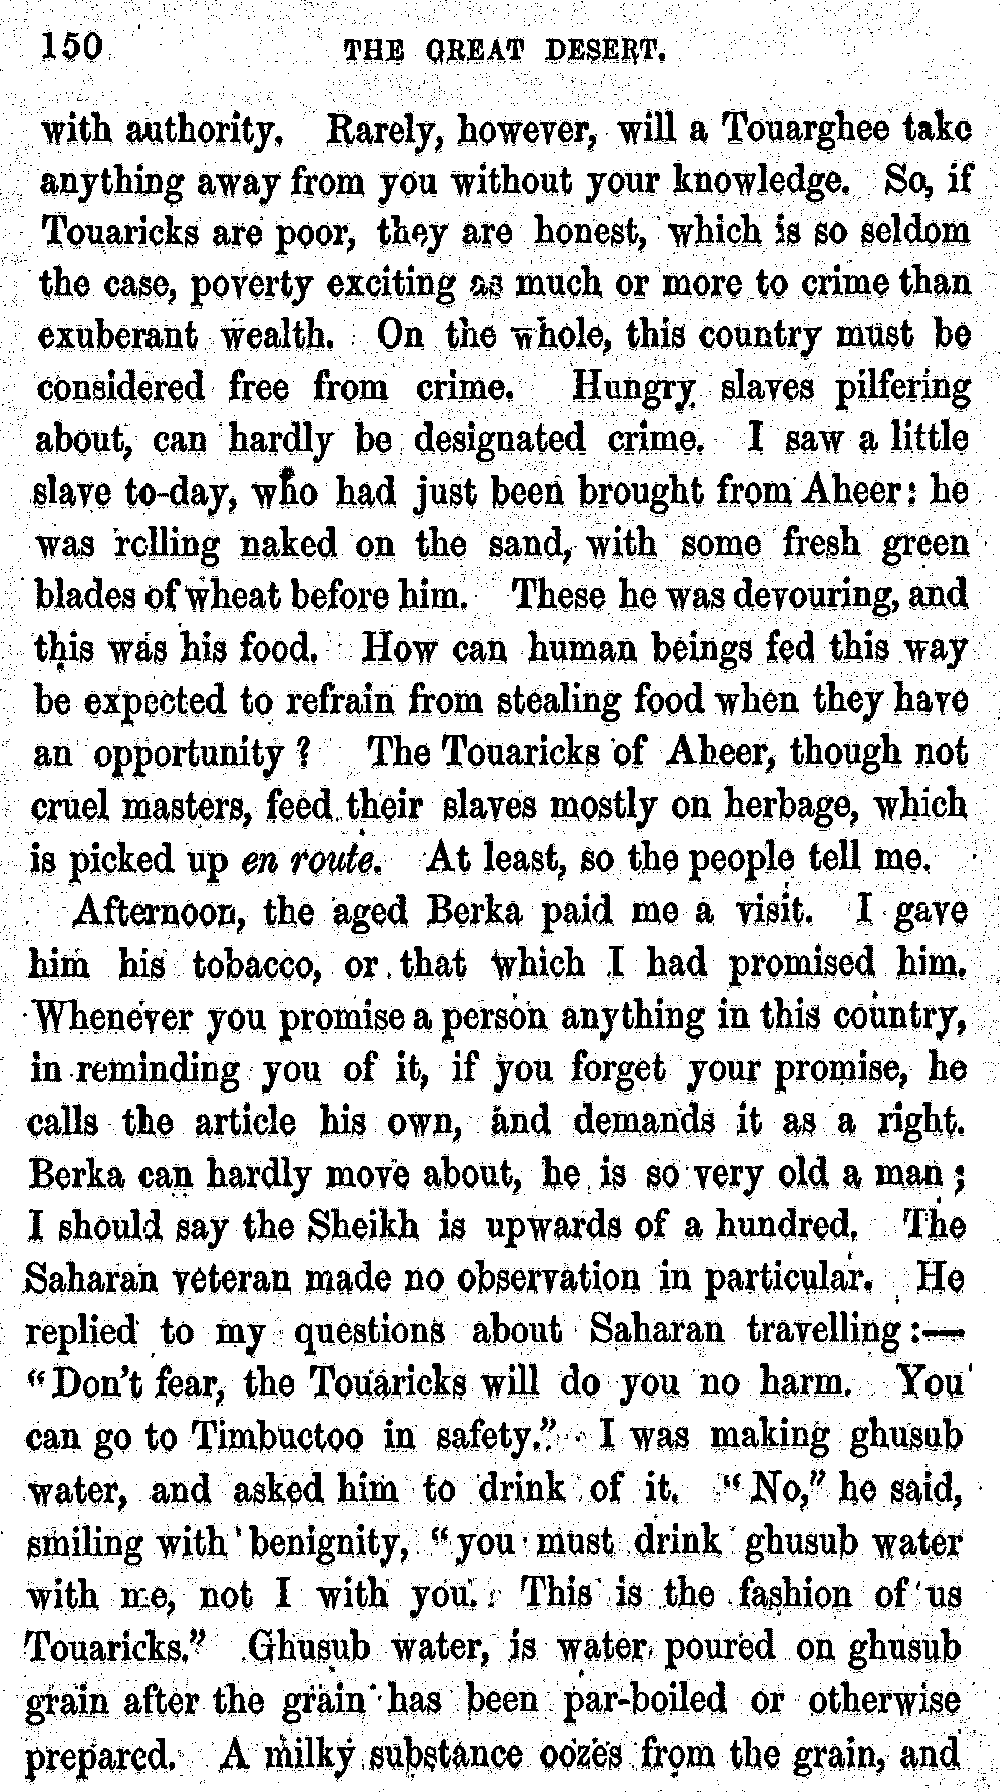 150 THE GREAT DESERT.
with authority. Rarely, however, will a Touarghee take
anything away from you without your knowledge. So, if
Touaricks are poor, they are honest, which is so seldom
the case, poverty exciting as much or more to crime than
exuberant wealth. On the whole, this country must be
considered free from crime. Hungry slaves pilfering
about, can hardly be designated crime. I saw a little
slave to-day, who had just been brought from Aheer: he
was rolling naked on the sand, with some fresh green
blades of wheat before him. These he was devouring, and
this was his food. How can human beings fed this way
be expected to refrain from stealing food when they have
an opportunity? The Touaricks of Aheer, though not
cruel masters, feed their slaves mostly on herbage, which
is picked up en route. At least, so the people tell me.
Afternoon, the aged Berka paid me a visit. I gave
him his tobacco, or that which I had promised him.
Whenever you promise a person anything in this country,
in reminding you of it, if you forget your promise, he
calls the article his own, and demands it as a right.
Berka can hardly move about, he is so very old a man;
I should say the Sheikh is upwards of a hundred. The
Saharan veteran made no observation in particular. He
replied to my questions about Saharan travelling:—
"Don't fear, the Touaricks will do you no harm. You
can go to Timbuctoo in safety." I was making ghusub
water, and asked him to drink of it. "No," he said,
smiling with benignity, "you must drink ghusub water
with me, not I with you. This is the fashion of us
Touaricks." Ghusub water, is water poured on ghusub
grain after the grain has been par-boiled or otherwise
prepared. A milky substance oozes from the grain, and